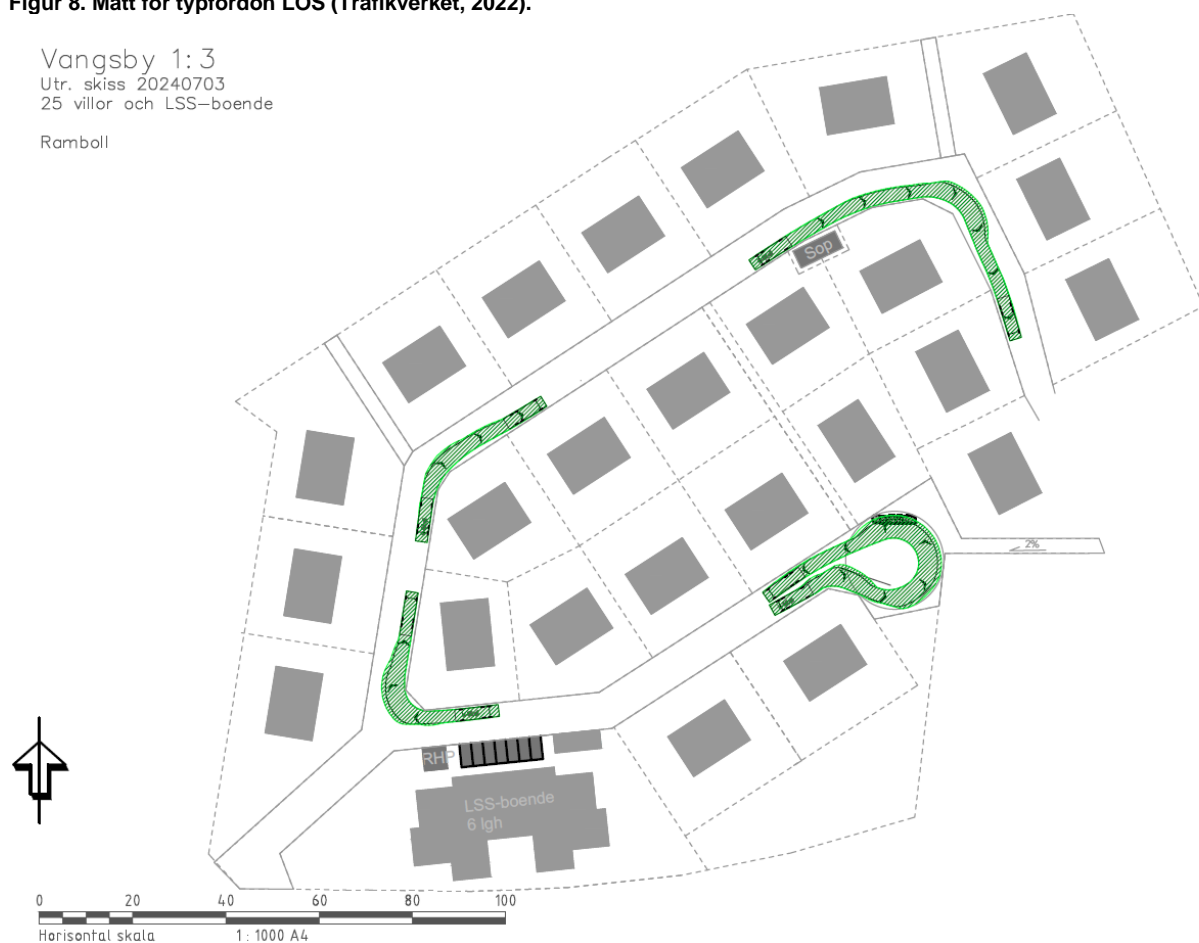 Figur 8. Mått för typfordon LOS (Trafikverket, 2022).
Vangsby 1:3
Utr. skiss 20240703
25 villor och LSS-boende
Ramboll
Sop
2%
RHP
LSS-boende
6 lgh
0 20 40 60 80 100
Horisontal skala 1:1000 A4